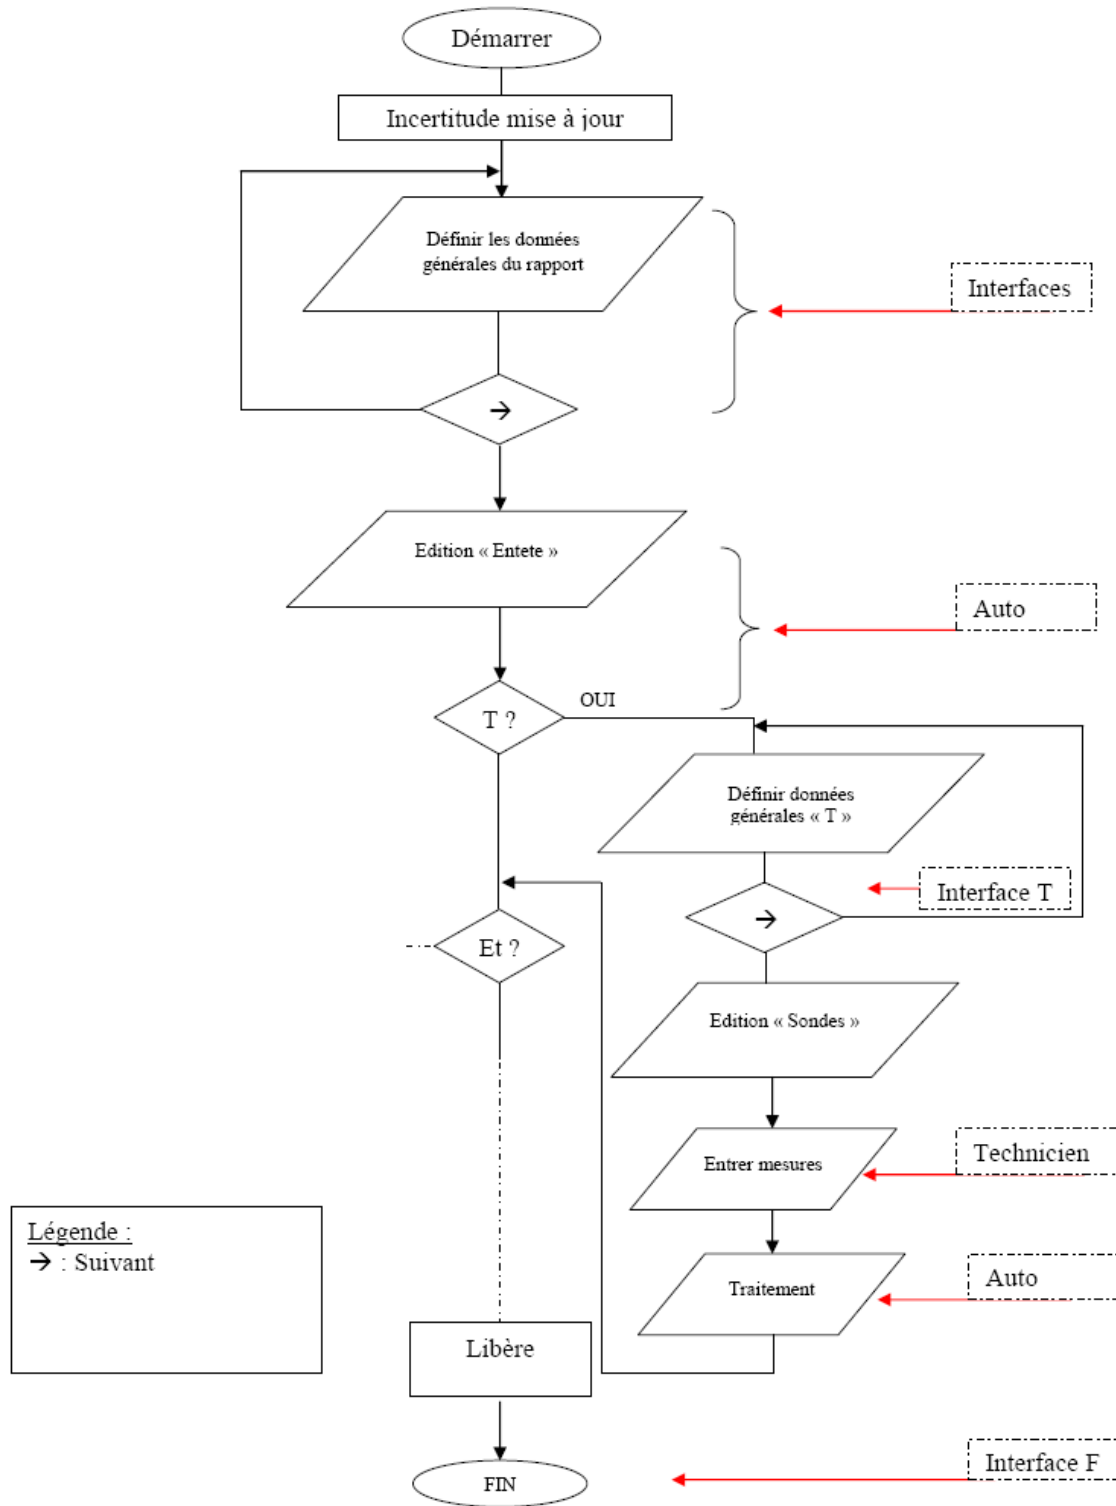 Démarrer
Incertitude mise à jour
Définir les données
générales du rapport
Interfaces
→
Edition « Entete »
Auto
T ?
OUI
Définir données
générales « T »
Interface T
→
Et ?
Edition « Sondes »
Entrer mesures
Technicien
Légende :
→ : Suivant
Traitement
Auto
Libère
FIN
Interface F